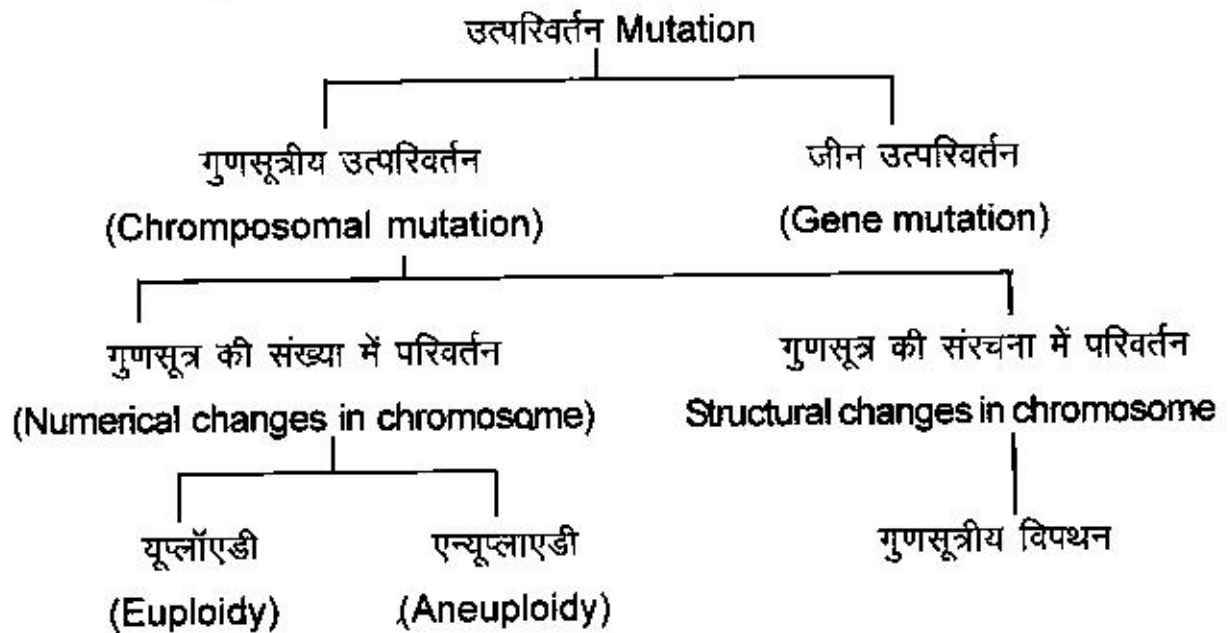 उत्परिवर्तन Mutation
गुणसूत्रीय उत्परिवर्तन
(Chromposomal mutation)
जीन उत्परिवर्तन
(Gene mutation)
गुणसूत्र की संख्या में परिवर्तन
(Numerical changes in chromosome)
गुणसूत्र की संरचना में परिवर्तन
Structural changes in chromosome
यूप्लॉएडी
(Euploidy)
एन्यूप्लाएडी
(Aneuploidy)
गुणसूत्रीय विपथन